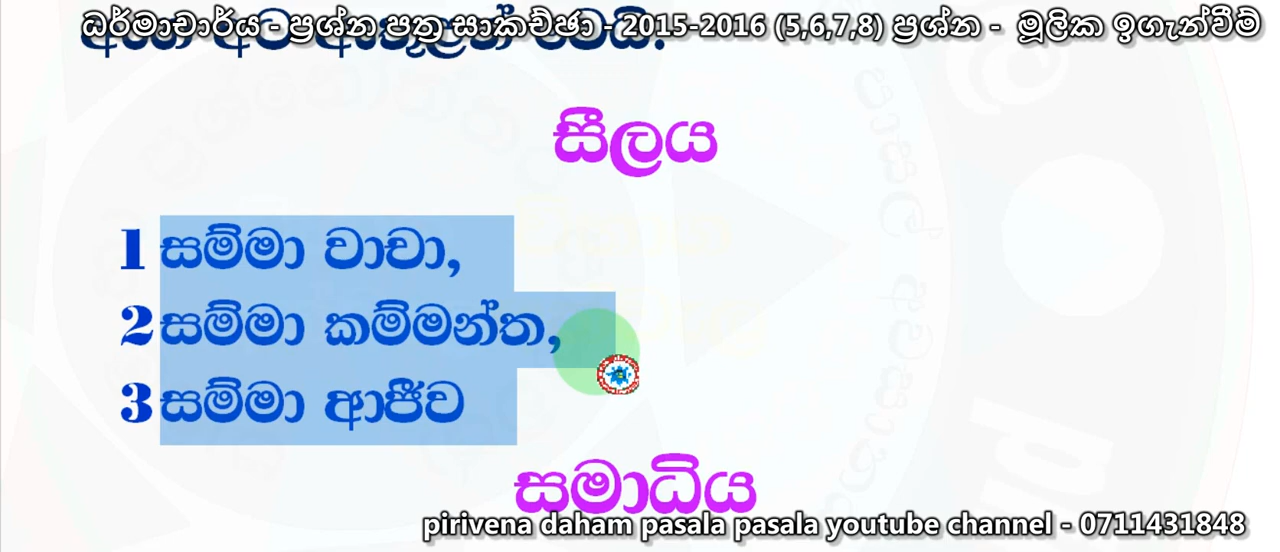 ධර්මාචාර්ය - ප්‍රශ්න පත්‍ර සාකච්ඡා - 2015-2016 (5,6,7,8) ප්‍රශ්න - මූලික ඉගැන්වීම්
සීලය
1 සම්මා වාචා,
2 සම්මා කම්මන්ත,
3 සම්මා ආජීව
සමාධිය
pirivena daham pasala pasala youtube channel - 0711431848